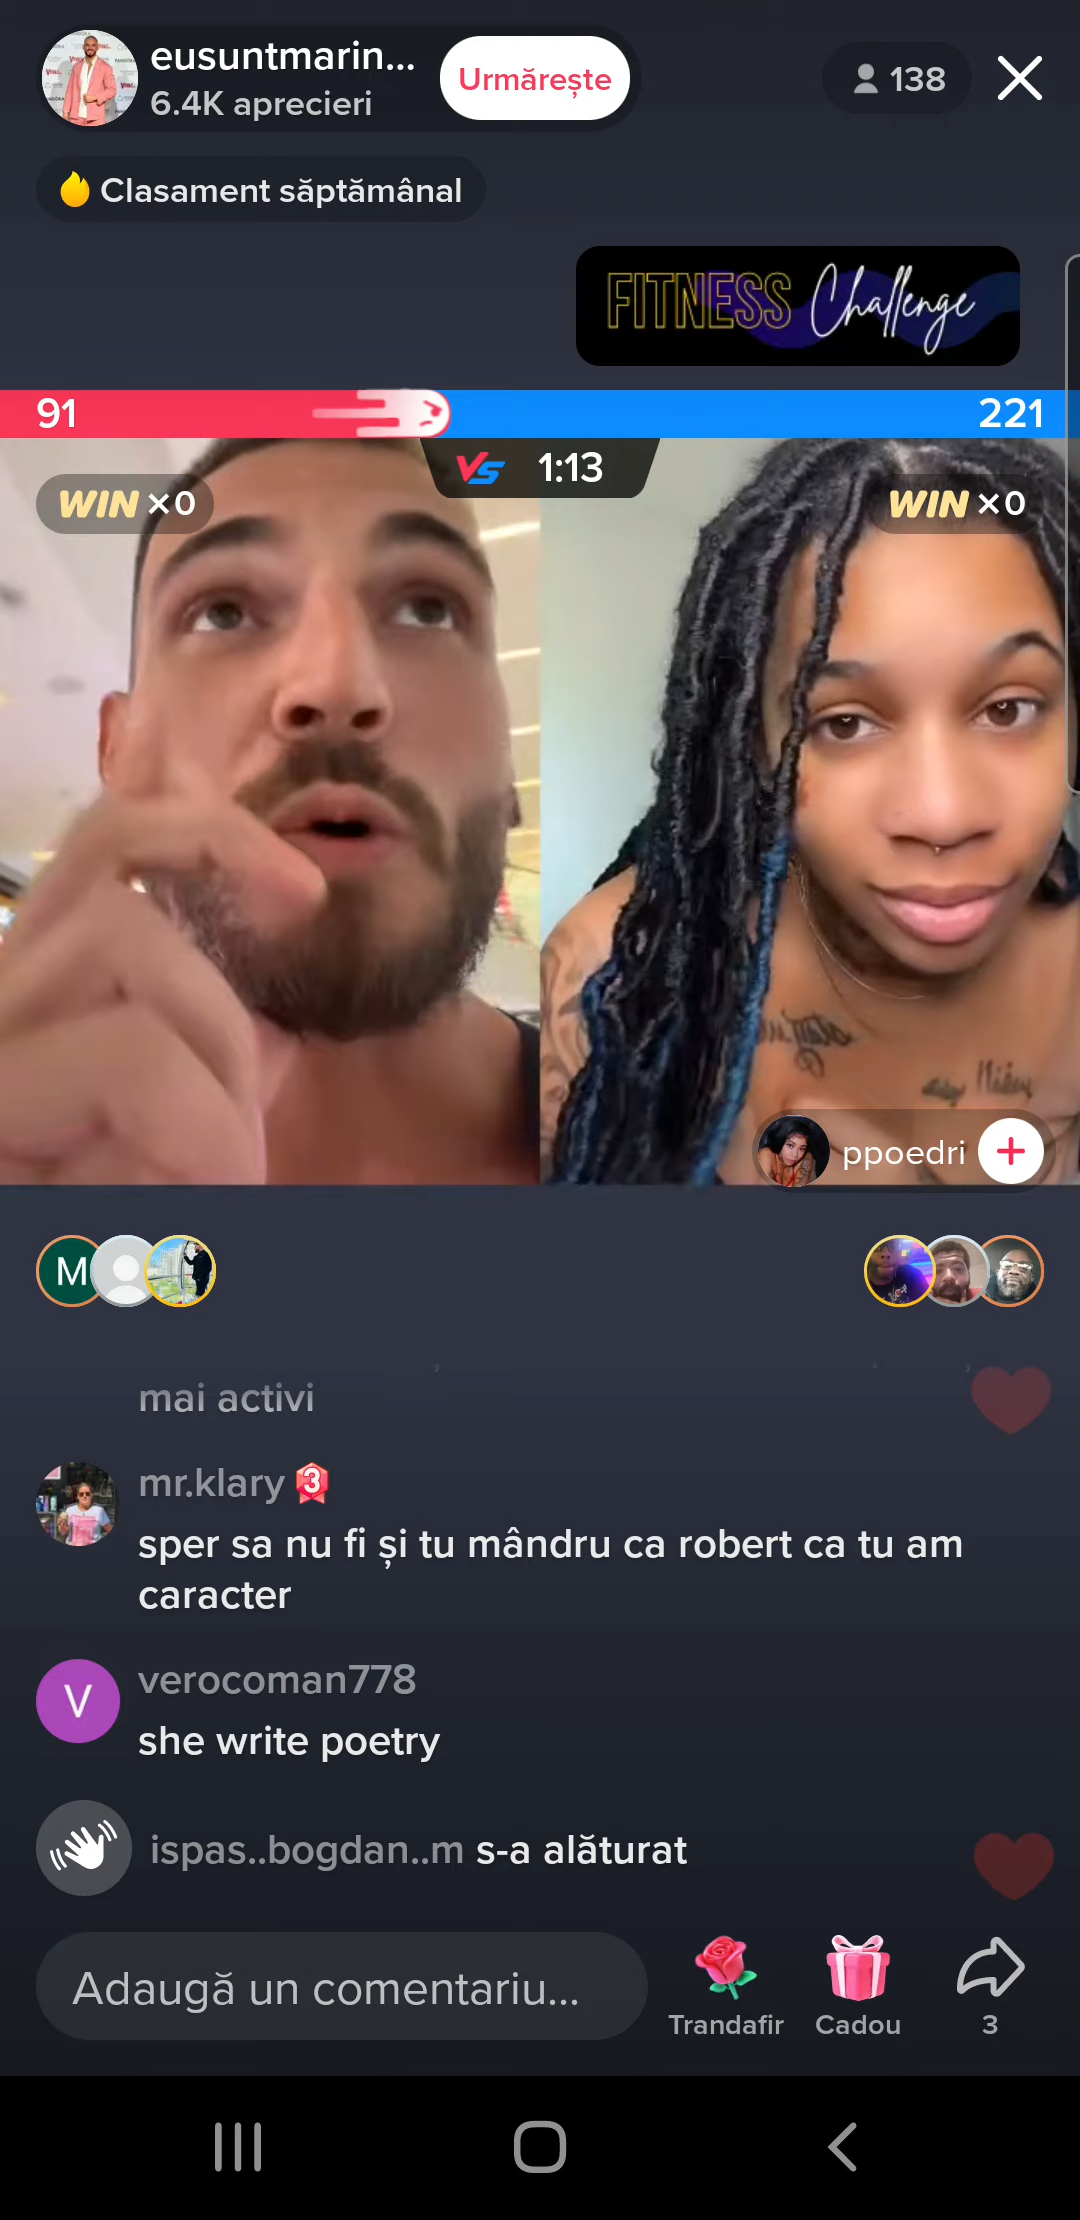 eusuntmarin...
6.4K aprecieri
Urmărește
138
Clasament săptămânal
FITNESS Challenge
91
221
VS 1:13
WIN ×0
WIN ×0
ppoedri
M
mai activi
mr.klary 3
sper sa nu fi și tu mândru ca robert ca tu am
caracter
V
verocoman778
she write poetry
ispas..bogdan..m s-a alăturat
Adaugă un comentariu...
Trandafir
Cadou
3